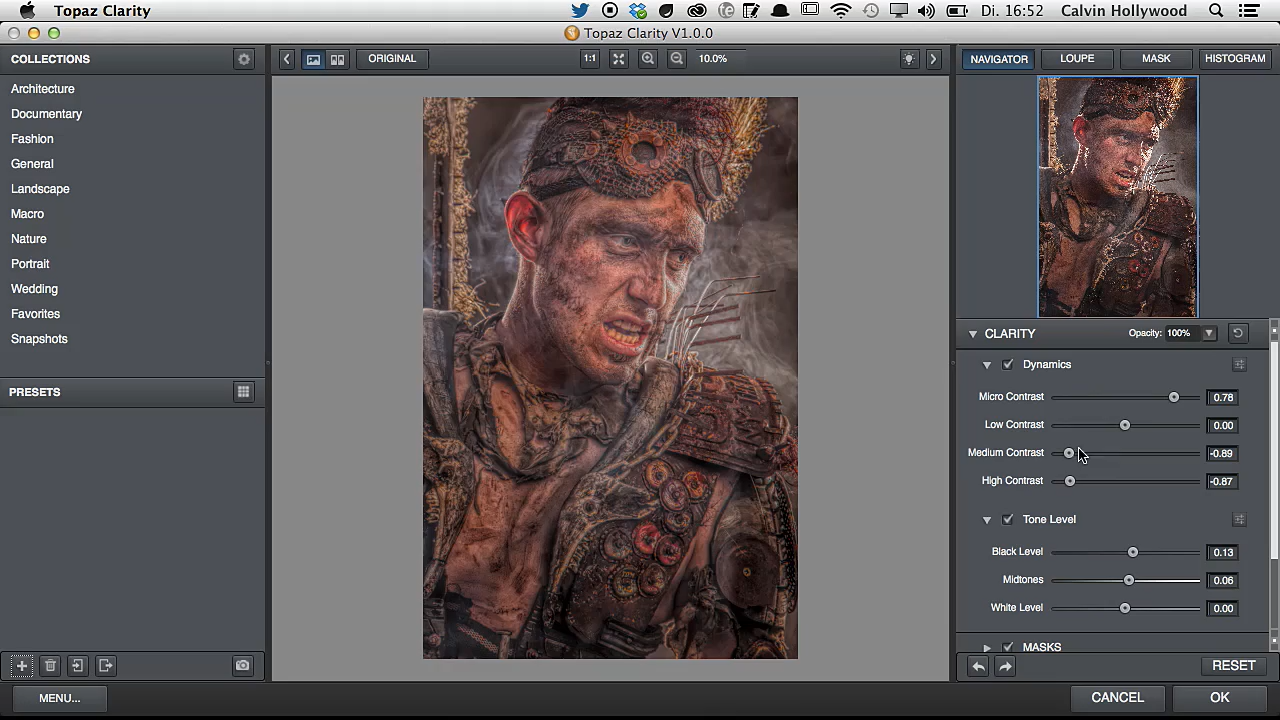 Topaz Clarity
Di. 16:52
Calvin Hollywood
Topaz Clarity V1.0.0
COLLECTIONS
Architecture
Documentary
Fashion
General
Landscape
Macro
Nature
Portrait
Wedding
Favorites
Snapshots
PRESETS
MENU...
ORIGINAL
1:1
10.0%
NAVIGATOR
LOUPE
MASK
HISTOGRAM
CLARITY
Opacity: 100%
Dynamics
Micro Contrast 0.78
Low Contrast 0.00
Medium Contrast -0.89
High Contrast -0.87
Tone Level
Black Level 0.13
Midtones 0.06
White Level 0.00
MASKS
RESET
CANCEL
OK